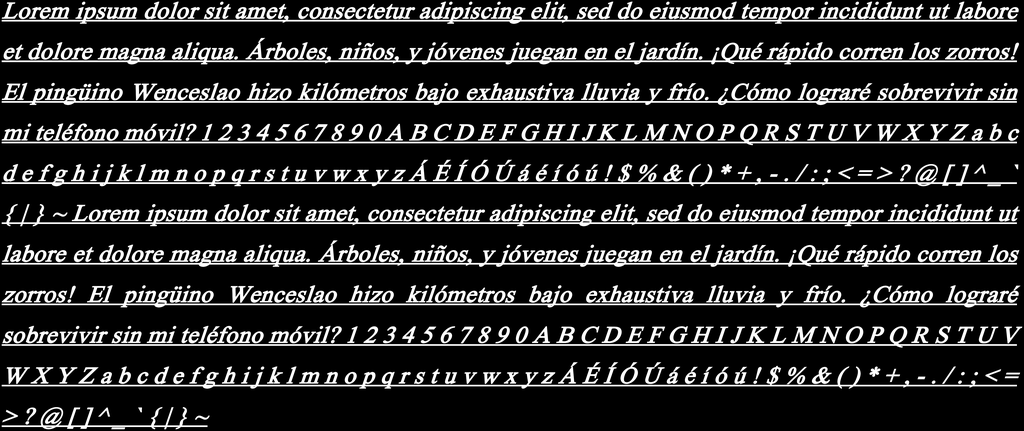 Lorem ipsum dolor sit amet, consectetur adipiscing elit, sed do eiusmod tempor incididunt ut labore
et dolore magna aliqua. Árboles, niños, y jóvenes juegan en el jardín. ¡Qué rápido corren los zorros!
El pingüino Wenceslao hizo kilómetros bajo exhaustiva lluvia y frío. ¿Cómo lograré sobrevivir sin
mi teléfono móvil? 1 2 3 4 5 6 7 8 9 0 A B C D E F G H I J K L M N O P Q R S T U V W X Y Z a b c
d e f g h i j k l m n o p q r s t u v w x y z Á É Í Ó Ú á é í ó ú ! $ % & ( ) * + , - . / : ; < = > ? @ [ ] ^ _ `
{ | } ~ Lorem ipsum dolor sit amet, consectetur adipiscing elit, sed do eiusmod tempor incididunt ut
labore et dolore magna aliqua. Árboles, niños, y jóvenes juegan en el jardín. ¡Qué rápido corren los
zorros! El pingüino Wenceslao hizo kilómetros bajo exhaustiva lluvia y frío. ¿Cómo lograré
sobrevivir sin mi teléfono móvil? 1 2 3 4 5 6 7 8 9 0 A B C D E F G H I J K L M N O P Q R S T U V
W X Y Z a b c d e f g h i j k l m n o p q r s t u v w x y z Á É Í Ó Ú á é í ó ú ! $ % & ( ) * + , - . / : ; < =
> ? @ [ ] ^ _ ` { | } ~